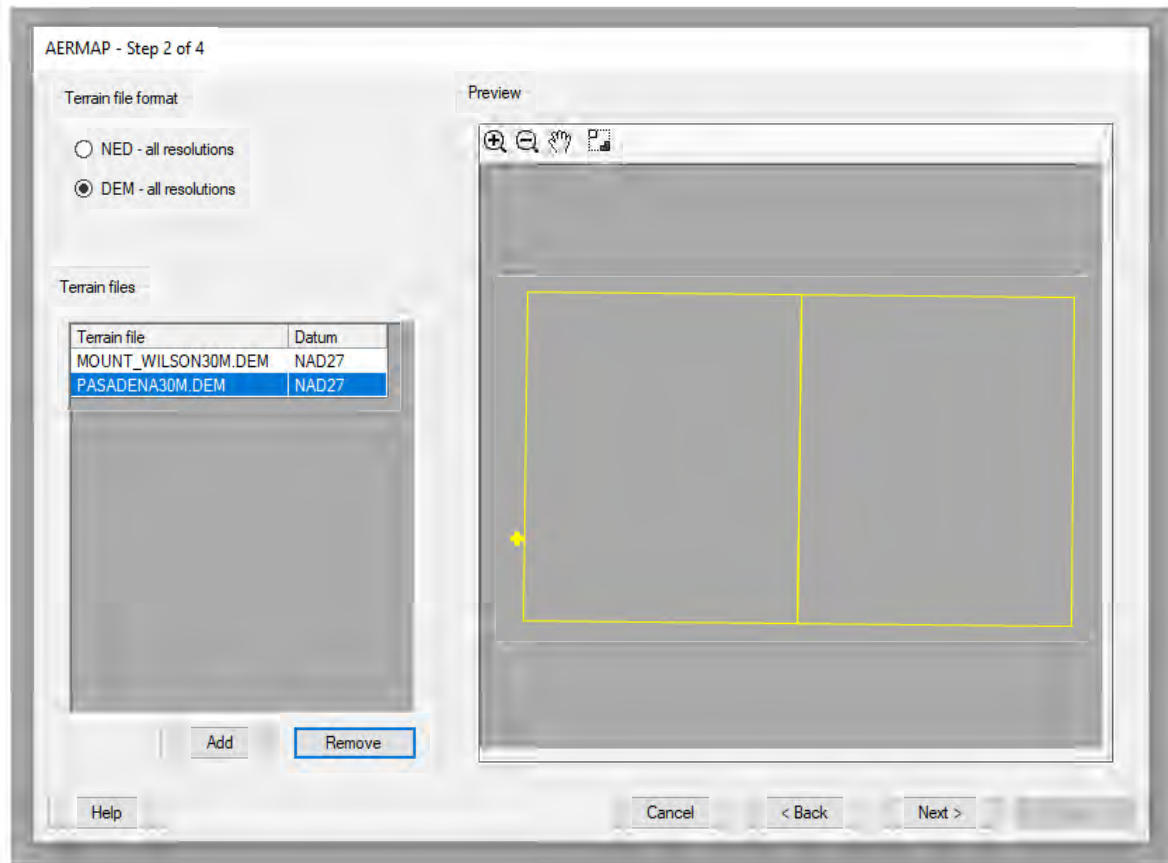 AERMAP - Step 2 of 4
Terrain file format
NED - all resolutions
DEM - all resolutions
Terrain files
Terrain file Datum
MOUNT_WILSON30M.DEM NAD27
PASADENA30M.DEM NAD27
Add Remove
Preview
Help Cancel < Back Next >